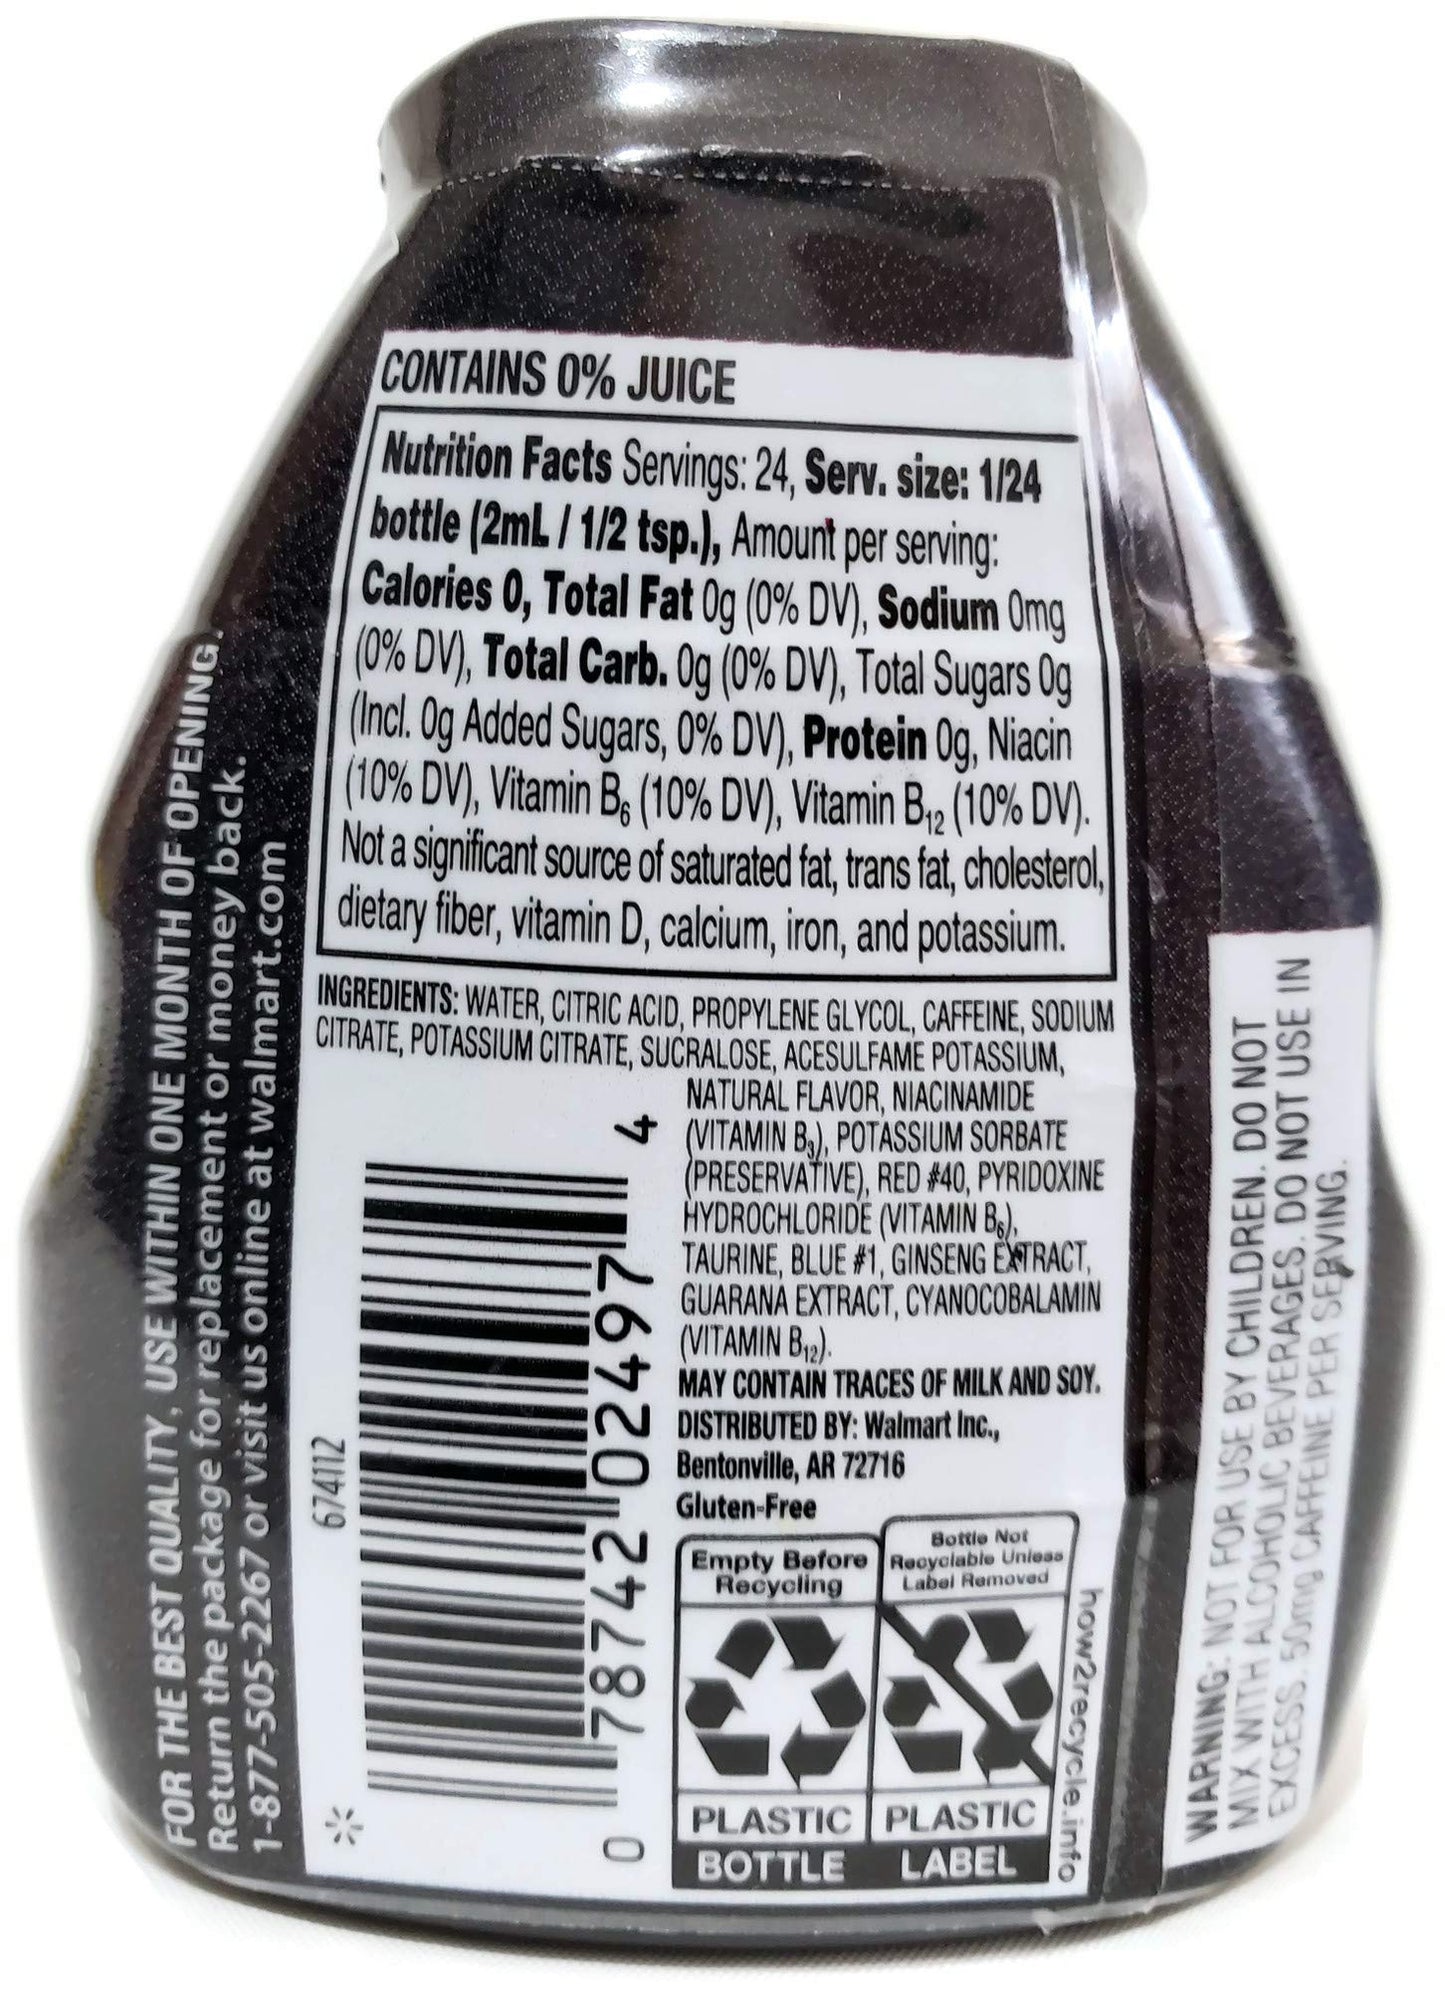 CONTAINS 0% JUICE
Nutrition Facts Servings: 24, Serv. size: 1/24
bottle (2mL / 1/2 tsp.), Amount per serving:
Calories 0, Total Fat 0g (0% DV), Sodium 0mg
(0% DV), Total Carb. 0g (0% DV), Total Sugars 0g
(Incl. 0g Added Sugars, 0% DV), Protein 0g, Niacin
(10% DV), Vitamin B6 (10% DV), Vitamin B12 (10% DV).
Not a significant source of saturated fat, trans fat, cholesterol,
dietary fiber, vitamin D, calcium, iron, and potassium.
INGREDIENTS: WATER, CITRIC ACID, PROPYLENE GLYCOL, CAFFEINE, SODIUM
CITRATE, POTASSIUM CITRATE, SUCRALOSE, ACESULFAME POTASSIUM,
NATURAL FLAVOR, NIACINAMIDE
(VITAMIN B3), POTASSIUM SORBATE
(PRESERVATIVE), RED #40, PYRIDOXINE
HYDROCHLORIDE (VITAMIN B6),
TAURINE, BLUE #1, GINSENG EXTRACT,
GUARANA EXTRACT, CYANOCOBALAMIN
(VITAMIN B12).
MAY CONTAIN TRACES OF MILK AND SOY.
DISTRIBUTED BY: Walmart Inc.,
Bentonville, AR 72716
Gluten-Free
Empty Before
Recycling
PLASTIC
BOTTLE
Bottle Not
Recyclable Unless
Label Removed
PLASTIC
LABEL
how2recycle.info
674112
0 78742 02497 4
FOR THE BEST QUALITY, USE WITHIN ONE MONTH OF OPENING.
Return the package for replacement or money back.
1-877-505-2267 or visit us online at walmart.com
WARNING: NOT FOR USE BY CHILDREN. DO NOT
MIX WITH ALCOHOLIC BEVERAGES. DO NOT USE IN
EXCESS. 50mg CAFFEINE PER SERVING.